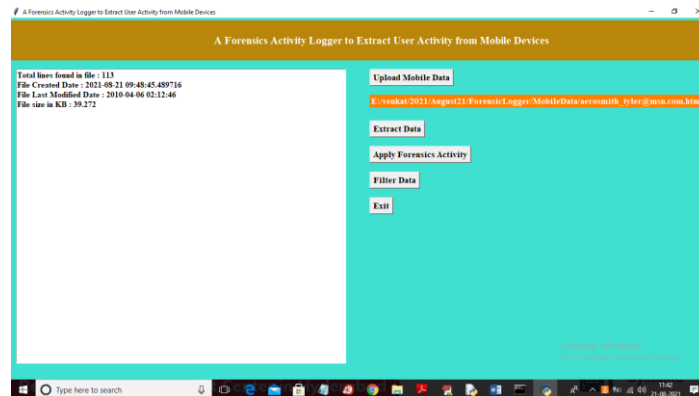 A Forensics Activity Logger to Extract User Activity from Mobile Devices
A Forensics Activity Logger to Extract User Activity from Mobile Devices
Total lines found in file : 113
File Created Date : 2021-08-21 09:48:45.489716
File Last Modified Date : 2010-04-06 02:12:46
File size in KB : 39.272
Upload Mobile Data
E:/venkat/2021/August21/ForensicLogger/MobileData/aerosmith_tyler@msn.com.htm
Extract Data
Apply Forensics Activity
Filter Data
Exit
Activate Windows
Type here to search
11:42
21-08-2021